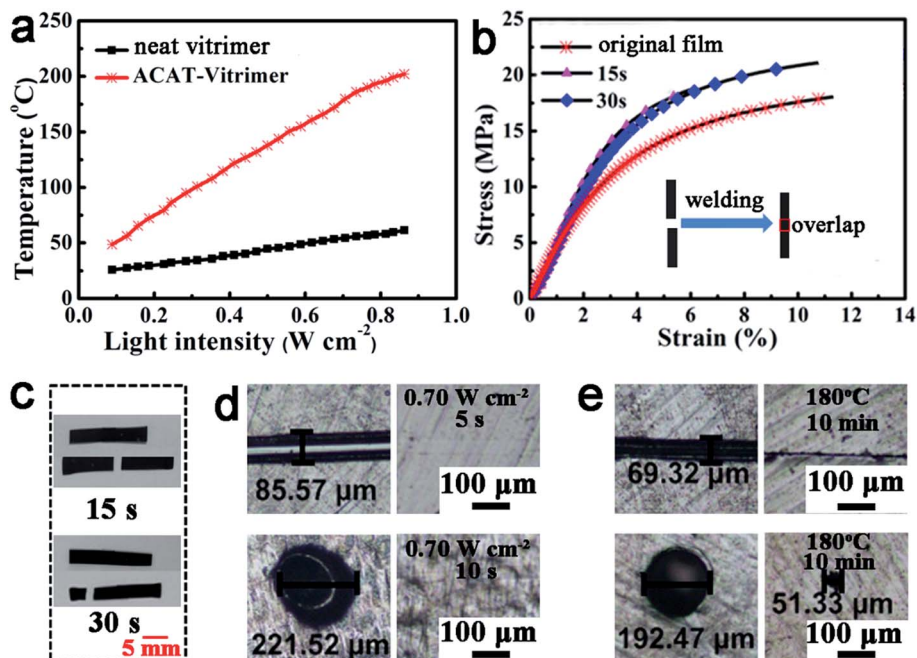 a
neat vitrimer
ACAT-Vitrimer
Temperature (°C)
250
200
150
100
50
0
0.0 0.2 0.4 0.6 0.8 1.0
Light intensity (W cm⁻²)
b
original film
15s
30s
Stress (MPa)
25
20
15
10
5
0
welding
overlap
0 2 4 6 8 10 12 14
Strain (%)
c
15 s
30 s
5 mm
d
0.70 W cm⁻²
5 s
85.57 µm
100 µm
0.70 W cm⁻²
10 s
221.52 µm
100 µm
e
180°C
10 min
69.32 µm
100 µm
180°C
10 min
51.33 µm
192.47 µm
100 µm